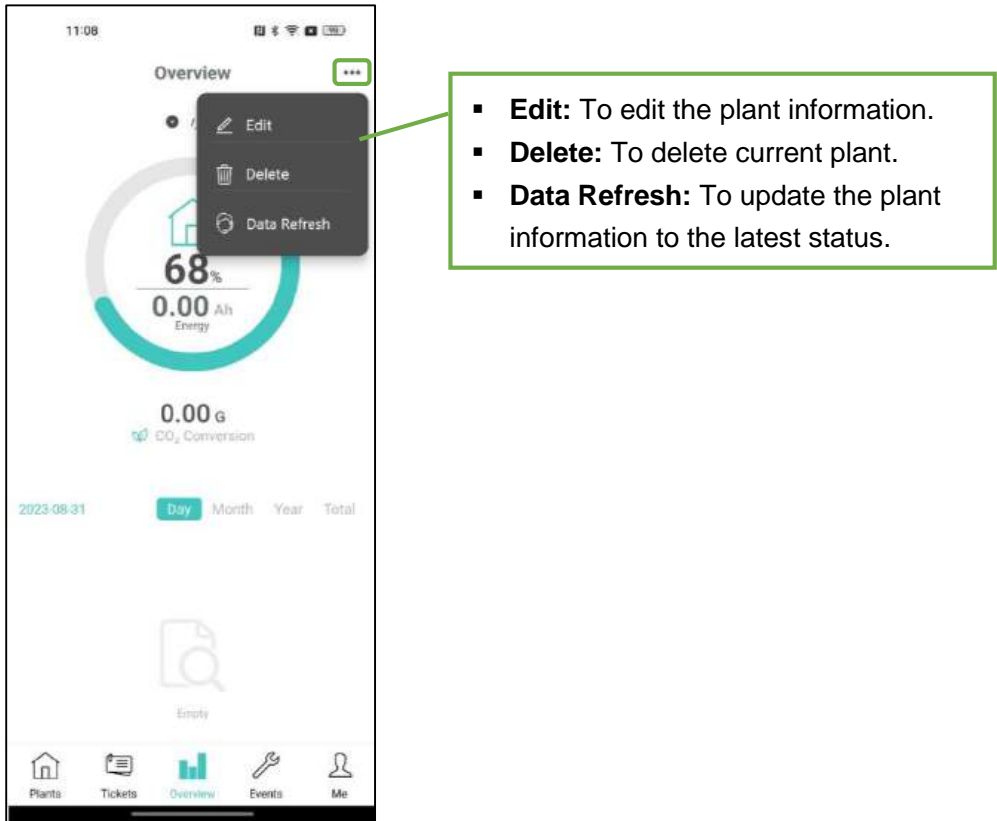 11:08
Overview
Edit
Delete
Data Refresh
68%
0.00 Ah
Energy
0.00 G
CO₂ Conversion
2023-08-31 Day Month Year Total
Empty
Plants Tickets Overview Events Me
▪ Edit: To edit the plant information.
▪ Delete: To delete current plant.
▪ Data Refresh: To update the plant
information to the latest status.